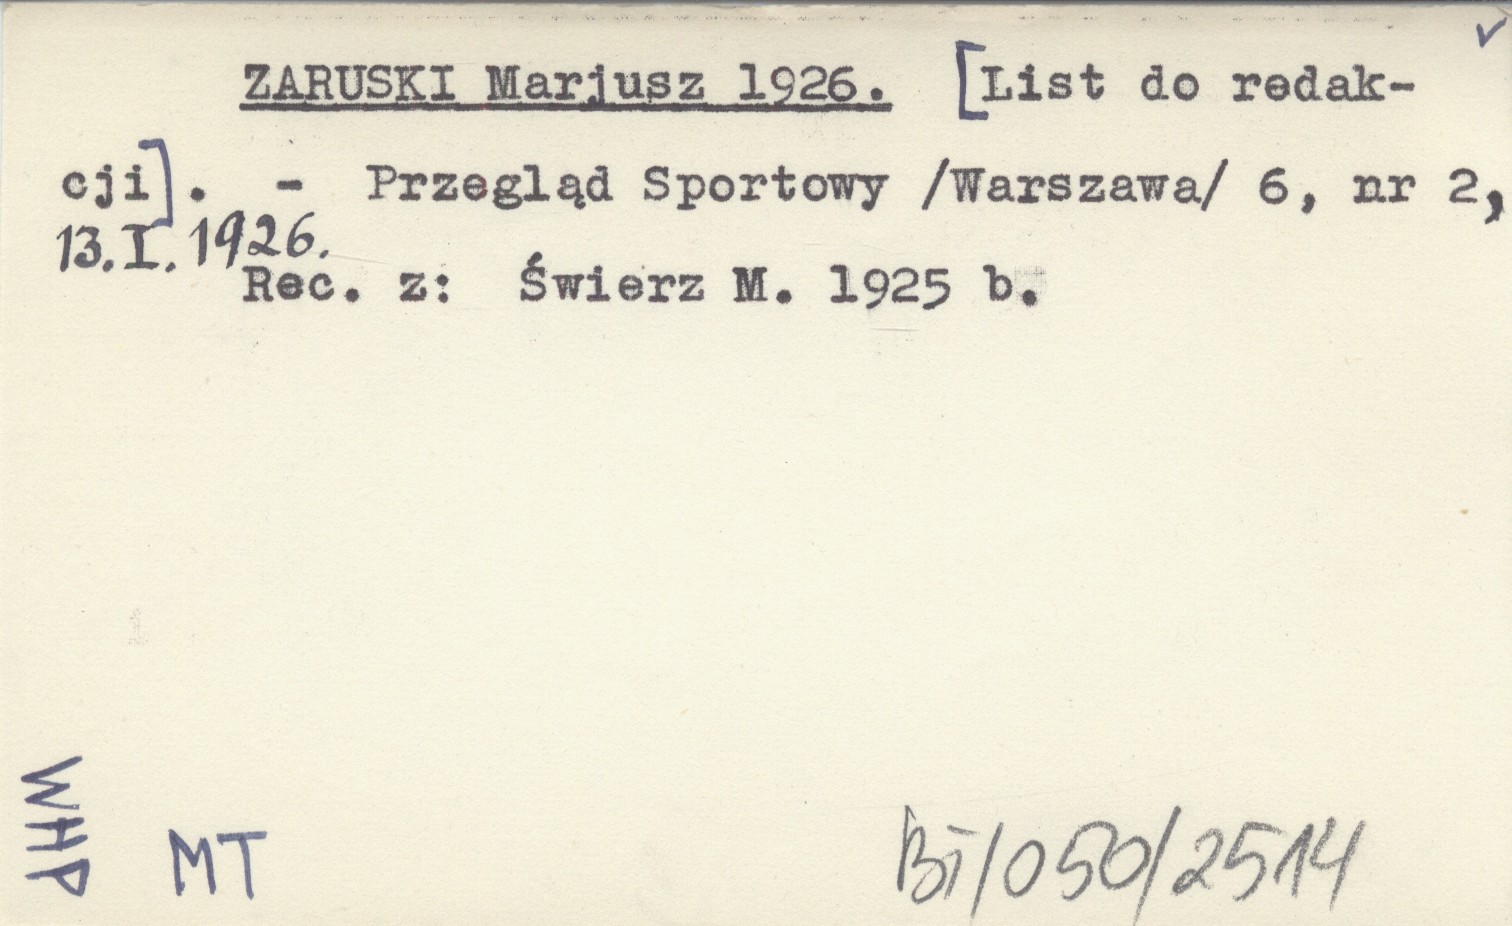 ZARUSKI Marjusz 1926. [List do redak-
cji]. - Przegląd Sportowy /Warszawa/ 6, nr 2,
13.I.1926.
Rec. z: Świerz M. 1925 b.
WHP
MT
BT/050/2514